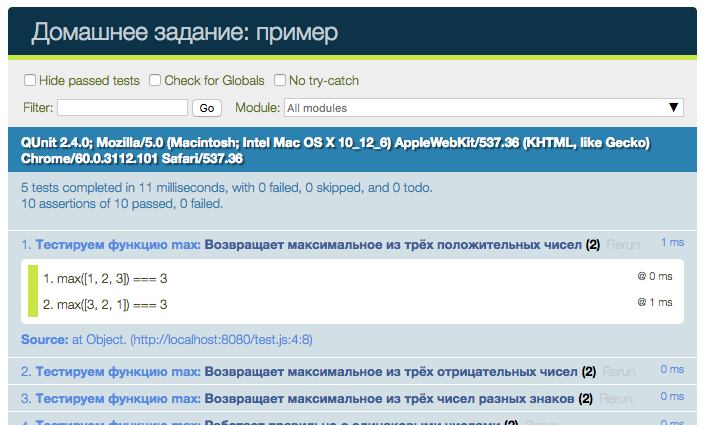 Домашнее задание: пример
Hide passed tests Check for Globals No try-catch
Filter: Go Module: All modules ▼
QUnit 2.4.0; Mozilla/5.0 (Macintosh; Intel Mac OS X 10_12_6) AppleWebKit/537.36 (KHTML, like Gecko)
Chrome/60.0.3112.101 Safari/537.36
5 tests completed in 11 milliseconds, with 0 failed, 0 skipped, and 0 todo.
10 assertions of 10 passed, 0 failed.
1. Тестируем функцию max: Возвращает максимальное из трёх положительных чисел (2) Rerun 1 ms
1. max([1, 2, 3]) === 3 @ 0 ms
2. max([3, 2, 1]) === 3 @ 1 ms
Source: at Object. (http://localhost:8080/test.js:4:8)
2. Тестируем функцию max: Возвращает максимальное из трёх отрицательных чисел (2) Rerun 0 ms
3. Тестируем функцию max: Возвращает максимальное из трёх чисел разных знаков (2) Rerun 0 ms
4. Тестируем функцию max: Работает правильно с одинаковыми числами (2) Rerun 0 ms